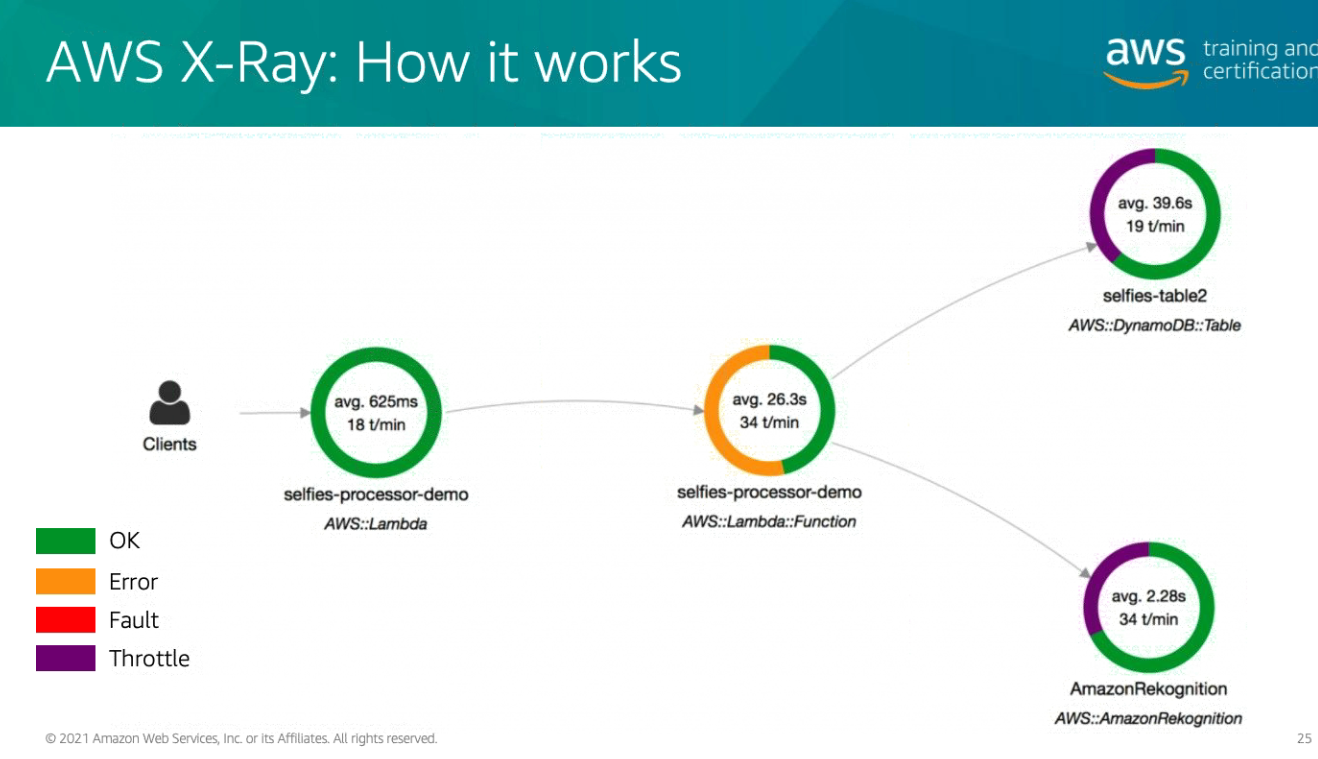 AWS X-Ray: How it works
aws
training and
certification
avg. 39.6s
19 t/min
selfies-table2
AWS::DynamoDB::Table
Clients
avg. 625ms
18 t/min
selfies-processor-demo
AWS::Lambda
avg. 26.3s
34 t/min
selfies-processor-demo
AWS::Lambda::Function
avg. 2.28s
34 t/min
AmazonRekognition
AWS::AmazonRekognition
OK
Error
Fault
Throttle
© 2021 Amazon Web Services, Inc. or its Affiliates. All rights reserved.
25